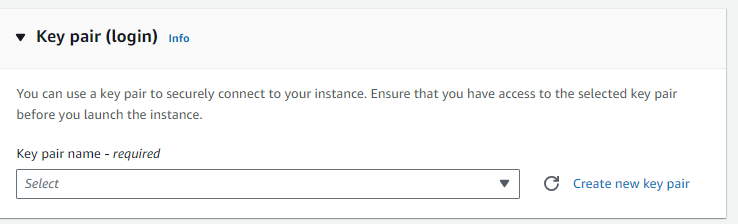 Key pair (login) Info
You can use a key pair to securely connect to your instance. Ensure that you have access to the selected key pair
before you launch the instance.
Key pair name - required
Select
Create new key pair